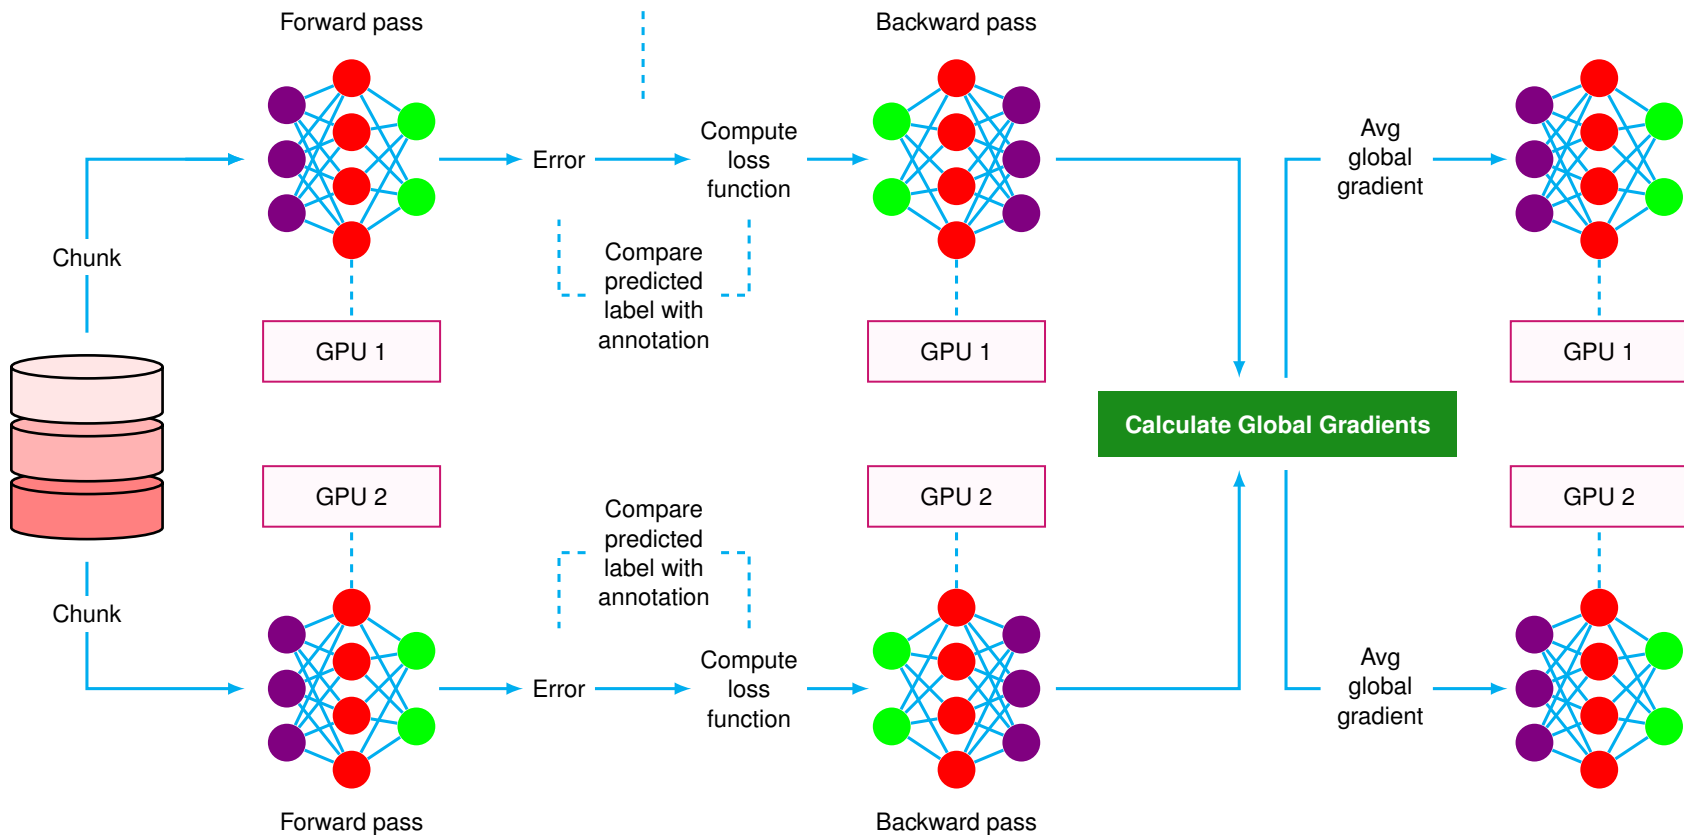 Forward pass
Backward pass
Error
Compute
loss
function
Avg
global
gradient
Chunk
Compare
predicted
label with
annotation
GPU 1
GPU 1
GPU 1
Calculate Global Gradients
GPU 2
GPU 2
GPU 2
Compare
predicted
label with
annotation
Chunk
Error
Compute
loss
function
Avg
global
gradient
Forward pass
Backward pass